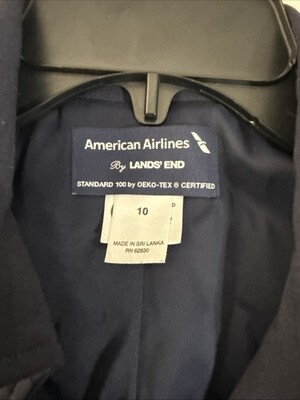 American Airlines
By LANDS' END
STANDARD 100 by OEKO-TEX ® CERTIFIED
10
MADE IN SRI LANKA
RN 62830